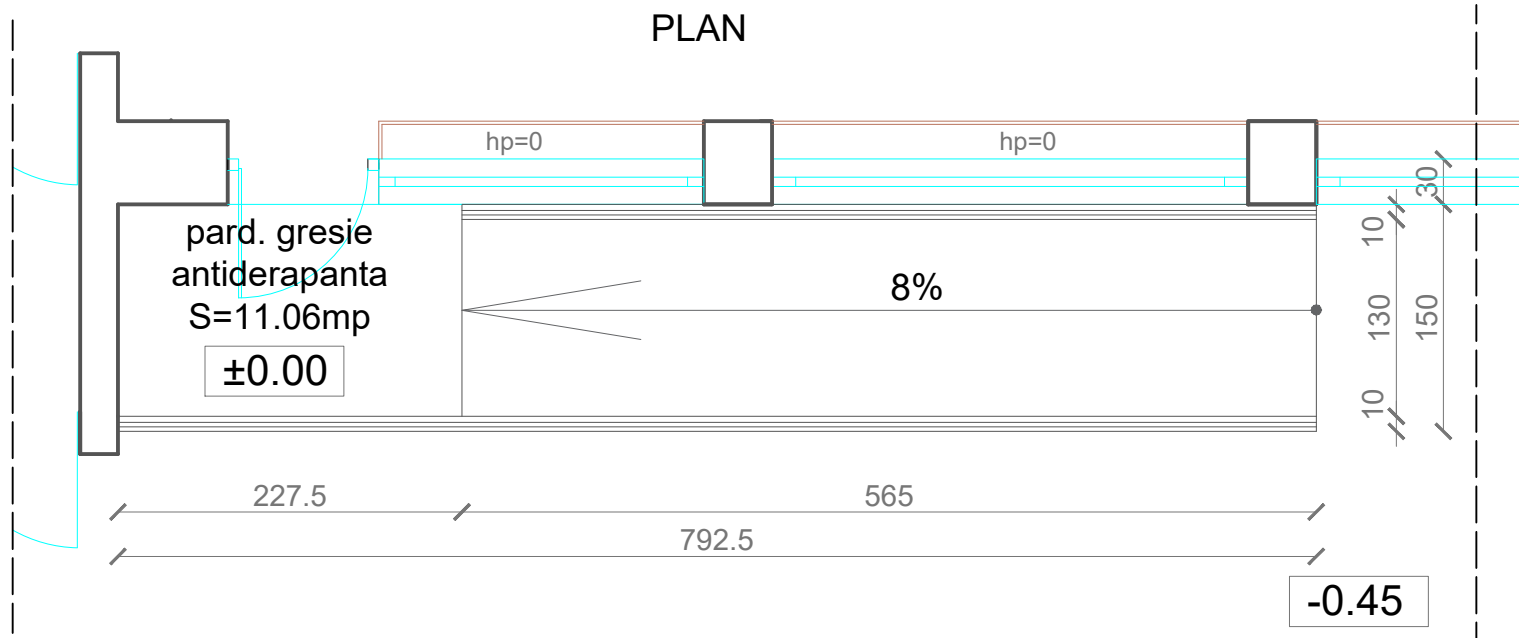 PLAN
hp=0
hp=0
30
pard. gresie
antiderapanta
S=11.06mp
±0.00
8%
10
130
150
10
227.5
565
792.5
-0.45